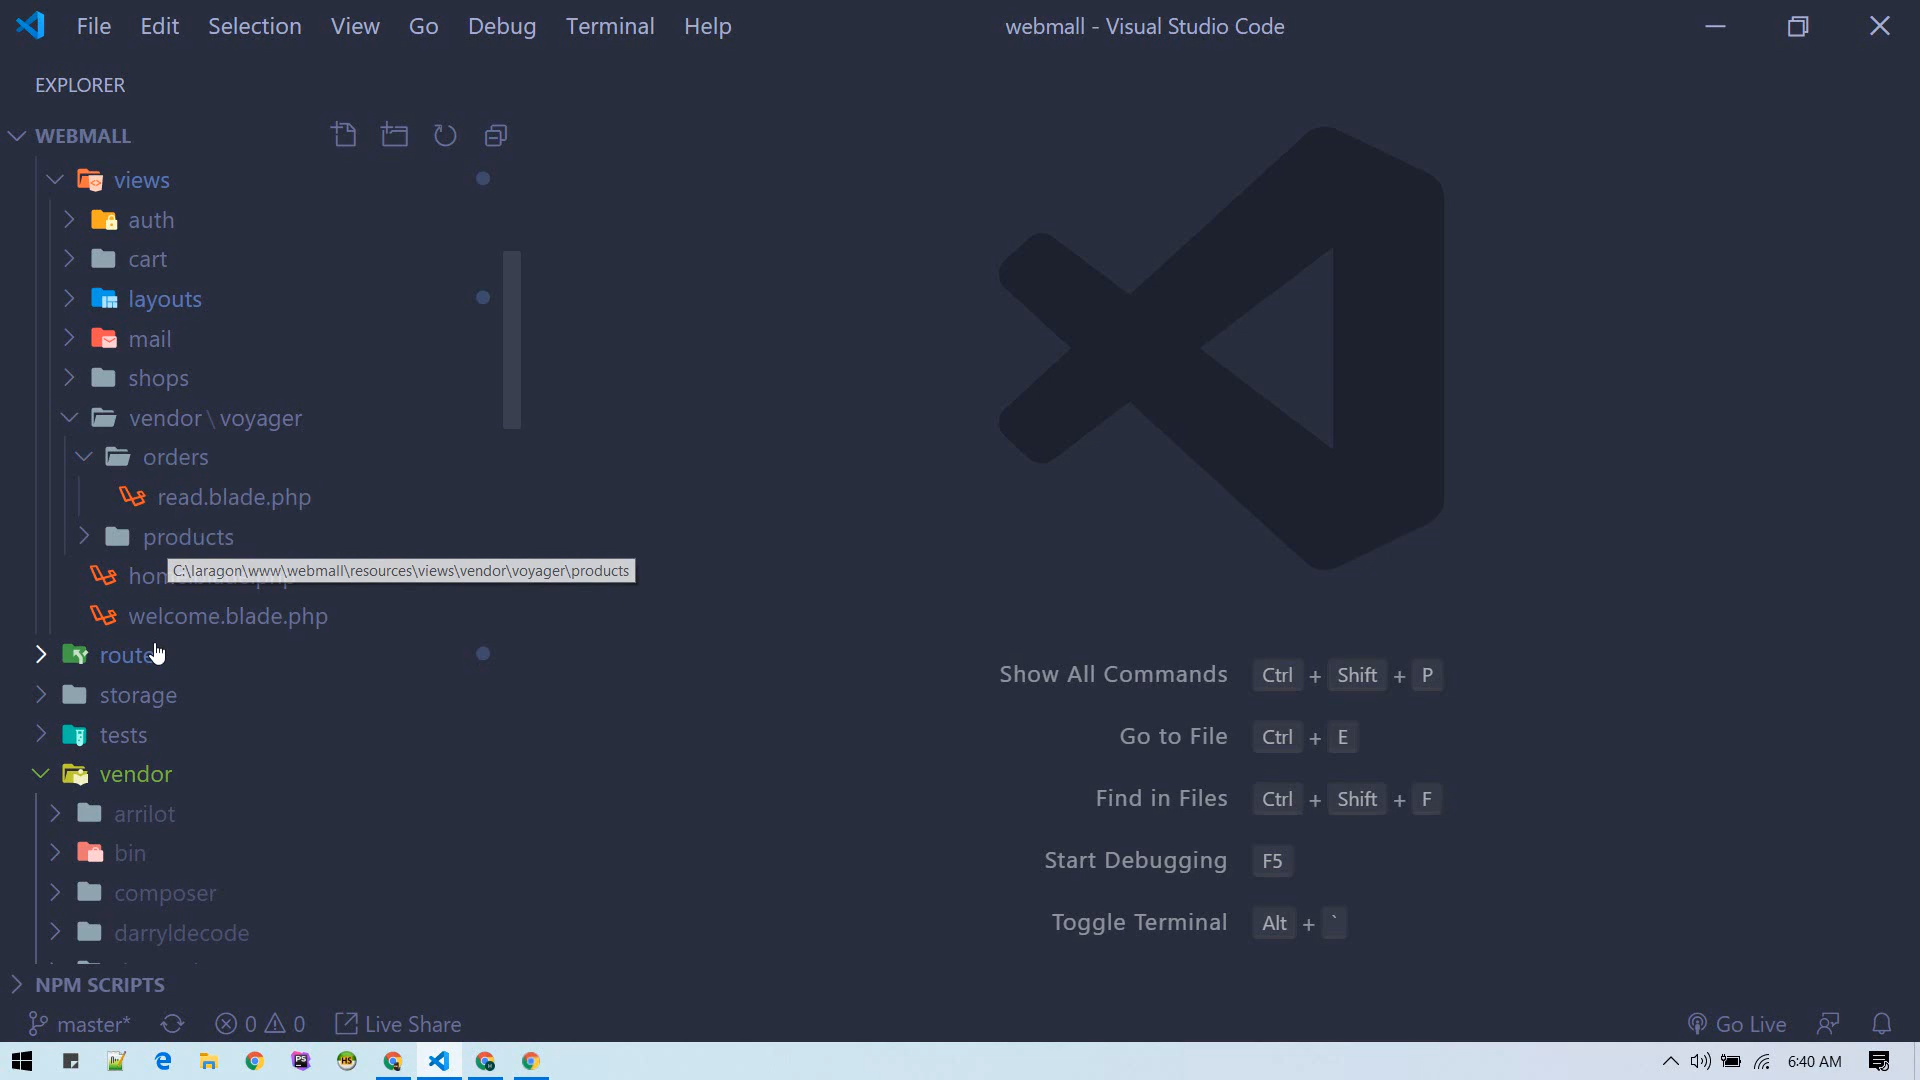 File Edit Selection View Go Debug Terminal Help
webmall - Visual Studio Code
EXPLORER
WEBMALL
views
auth
cart
layouts
mail
shops
vendor \ voyager
orders
read.blade.php
products
C:\laragon\www\webmall\resources\views\vendor\voyager\products
welcome.blade.php
storage
tests
vendor
arrilot
bin
composer
darryldecode
NPM SCRIPTS
Show All Commands Ctrl + Shift + P
Go to File Ctrl + E
Find in Files Ctrl + Shift + F
Start Debugging F5
Toggle Terminal Alt + `
master* 0 0 Live Share
Go Live
6:40 AM